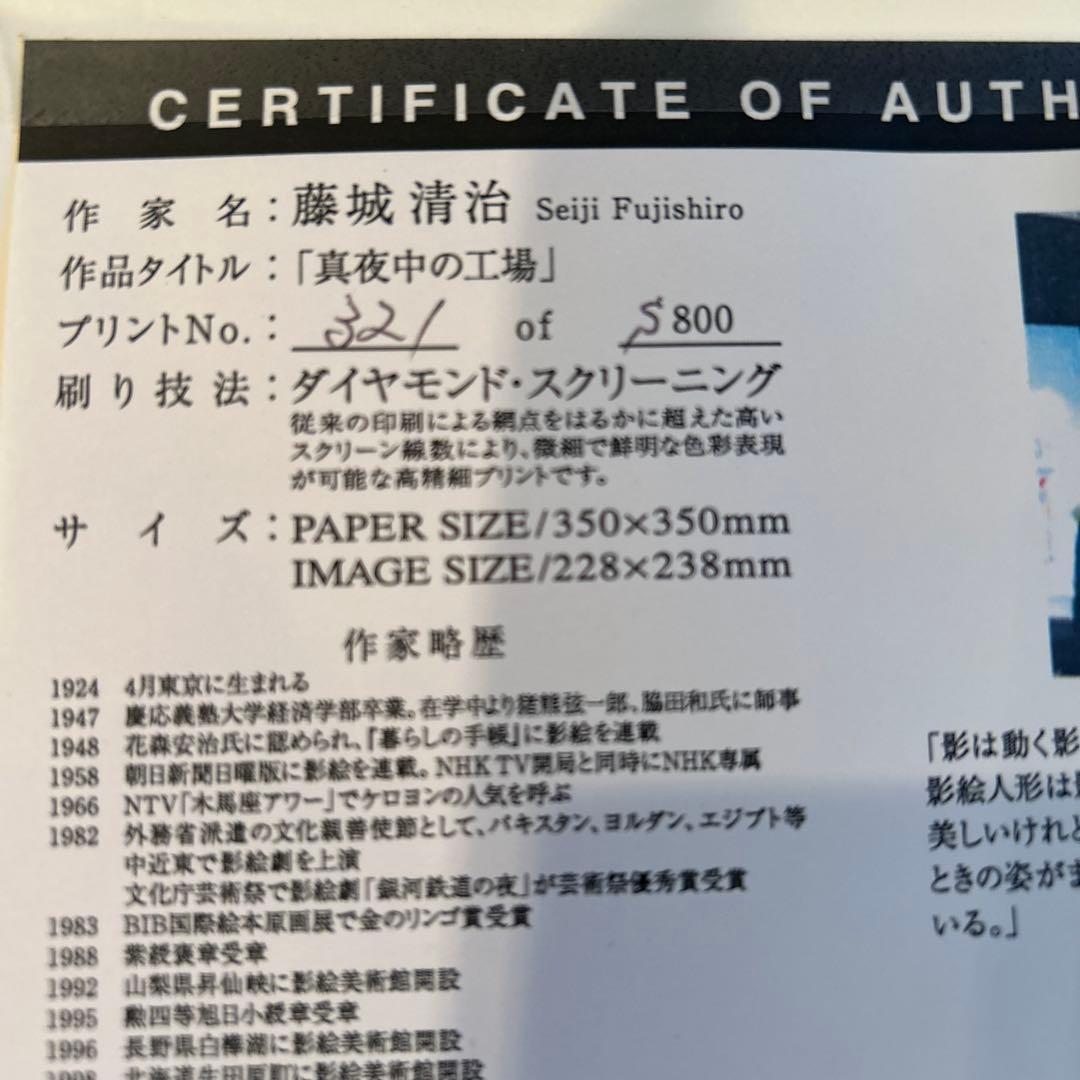 CERTIFICATE OF AUTH
作家名：藤城 清治 Seiji Fujishiro
作品タイトル：「真夜中の工場」
プリントNo.：321 of S800
刷り技法：ダイヤモンド・スクリーニング
従来の印刷による網点をはるかに超えた高い
スクリーン線数により、微細で鮮明な色彩表現
が可能な高精細プリントです。
サイズ：PAPER SIZE/350×350mm
IMAGE SIZE/228×238mm
作家略歴
1924 4月東京に生まれる
1947 慶応義塾大学経済学部卒業。在学中より猪熊弦一郎、脇田和氏に師事
1948 花森安治氏に認められ、『暮らしの手帳』に影絵を連載
1958 朝日新聞日曜版に影絵を連載。NHK TV開局と同時にNHK専属
1966 NTV「木馬座アワー」でケロヨンの人気を呼ぶ
1982 外務省派遣の文化親善使節として、パキスタン、ヨルダン、エジプト等
中近東で影絵劇を上演
文化庁芸術祭で影絵劇「銀河鉄道の夜」が芸術祭優秀賞受賞
1983 BIB国際絵本原画展で金のリンゴ賞受賞
1988 紫綬褒章受章
1992 山梨県昇仙峡に影絵美術館開設
1995 勲四等旭日小綬章受章
1996 長野県白樺湖に影絵美術館開設
1998 北海道生田原町に影絵美術館開設
「影は動く影
影絵人形は
美しいけれと
ときの姿がま
いる。」